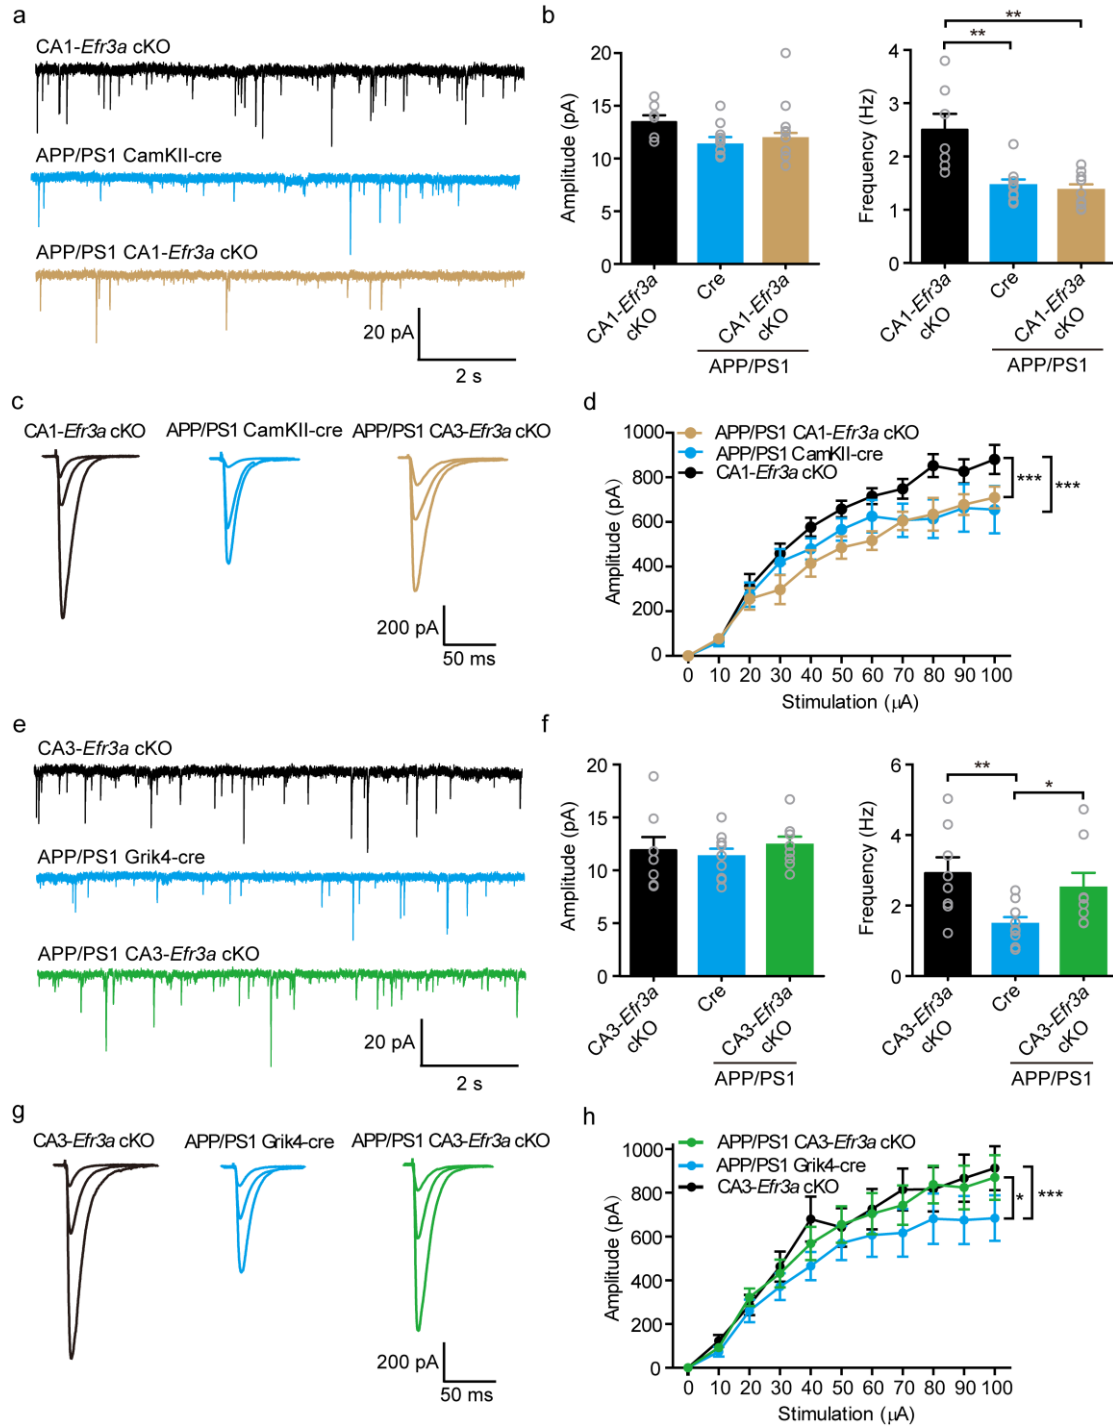 a
CA1-Efr3a cKO
APP/PS1 CamKII-cre
APP/PS1 CA1-Efr3a cKO
20 pA
2 s
b
Amplitude (pA)
20
15
10
5
0
CA1-Efr3a cKO
Cre
CA1-Efr3a cKO
APP/PS1
Frequency (Hz)
4
3
2
1
0
**
**
CA1-Efr3a cKO
Cre
CA1-Efr3a cKO
APP/PS1
c
CA1-Efr3a cKO
APP/PS1 CamKII-cre
APP/PS1 CA3-Efr3a cKO
200 pA
50 ms
d
APP/PS1 CA1-Efr3a cKO
APP/PS1 CamKII-cre
CA1-Efr3a cKO
Amplitude (pA)
1000
800
600
400
200
0
***
***
0 10 20 30 40 50 60 70 80 90 100
Stimulation (μA)
e
CA3-Efr3a cKO
APP/PS1 Grik4-cre
APP/PS1 CA3-Efr3a cKO
20 pA
2 s
f
Amplitude (pA)
20
15
10
5
0
CA3-Efr3a cKO
Cre
CA3-Efr3a cKO
APP/PS1
Frequency (Hz)
6
4
2
0
**
*
CA3-Efr3a cKO
Cre
CA3-Efr3a cKO
APP/PS1
g
CA3-Efr3a cKO
APP/PS1 Grik4-cre
APP/PS1 CA3-Efr3a cKO
200 pA
50 ms
h
APP/PS1 CA3-Efr3a cKO
APP/PS1 Grik4-cre
CA3-Efr3a cKO
Amplitude (pA)
1000
800
600
400
200
0
*
***
0 10 20 30 40 50 60 70 80 90 100
Stimulation (μA)